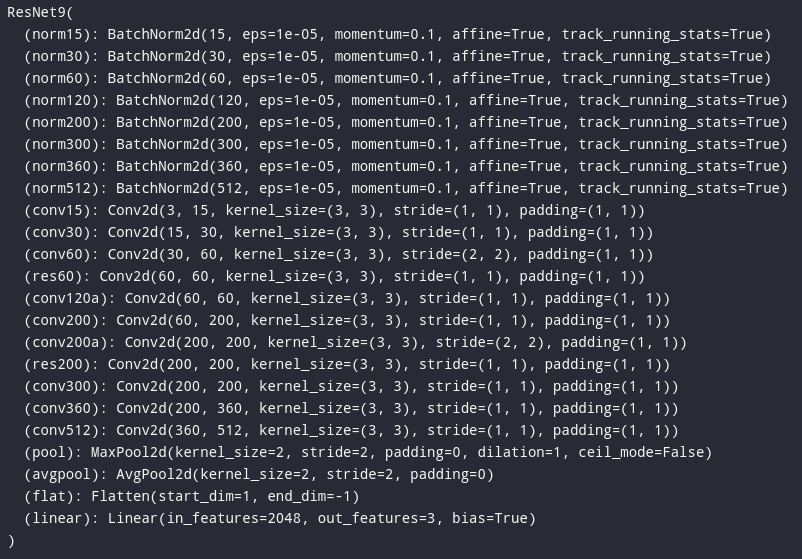 ResNet9(
  (norm15): BatchNorm2d(15, eps=1e-05, momentum=0.1, affine=True, track_running_stats=True)
  (norm30): BatchNorm2d(30, eps=1e-05, momentum=0.1, affine=True, track_running_stats=True)
  (norm60): BatchNorm2d(60, eps=1e-05, momentum=0.1, affine=True, track_running_stats=True)
  (norm120): BatchNorm2d(120, eps=1e-05, momentum=0.1, affine=True, track_running_stats=True)
  (norm200): BatchNorm2d(200, eps=1e-05, momentum=0.1, affine=True, track_running_stats=True)
  (norm300): BatchNorm2d(300, eps=1e-05, momentum=0.1, affine=True, track_running_stats=True)
  (norm360): BatchNorm2d(360, eps=1e-05, momentum=0.1, affine=True, track_running_stats=True)
  (norm512): BatchNorm2d(512, eps=1e-05, momentum=0.1, affine=True, track_running_stats=True)
  (conv15): Conv2d(3, 15, kernel_size=(3, 3), stride=(1, 1), padding=(1, 1))
  (conv30): Conv2d(15, 30, kernel_size=(3, 3), stride=(1, 1), padding=(1, 1))
  (conv60): Conv2d(30, 60, kernel_size=(3, 3), stride=(2, 2), padding=(1, 1))
  (res60): Conv2d(60, 60, kernel_size=(3, 3), stride=(1, 1), padding=(1, 1))
  (conv120a): Conv2d(60, 60, kernel_size=(3, 3), stride=(1, 1), padding=(1, 1))
  (conv200): Conv2d(60, 200, kernel_size=(3, 3), stride=(1, 1), padding=(1, 1))
  (conv200a): Conv2d(200, 200, kernel_size=(3, 3), stride=(2, 2), padding=(1, 1))
  (res200): Conv2d(200, 200, kernel_size=(3, 3), stride=(1, 1), padding=(1, 1))
  (conv300): Conv2d(200, 200, kernel_size=(3, 3), stride=(1, 1), padding=(1, 1))
  (conv360): Conv2d(200, 360, kernel_size=(3, 3), stride=(1, 1), padding=(1, 1))
  (conv512): Conv2d(360, 512, kernel_size=(3, 3), stride=(1, 1), padding=(1, 1))
  (pool): MaxPool2d(kernel_size=2, stride=2, padding=0, dilation=1, ceil_mode=False)
  (avgpool): AvgPool2d(kernel_size=2, stride=2, padding=0)
  (flat): Flatten(start_dim=1, end_dim=-1)
  (linear): Linear(in_features=2048, out_features=3, bias=True)
)